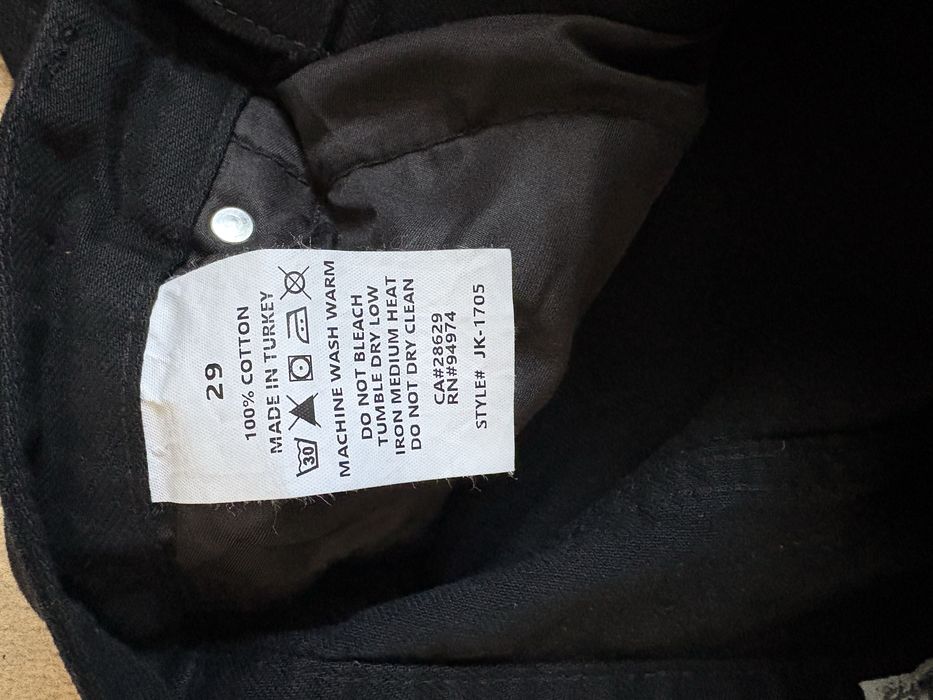 29
100% COTTON
MADE IN TURKEY
30
MACHINE WASH WARM
DO NOT BLEACH
TUMBLE DRY LOW
IRON MEDIUM HEAT
DO NOT DRY CLEAN
CA#28629
RN#94974
STYLE# JK-1705